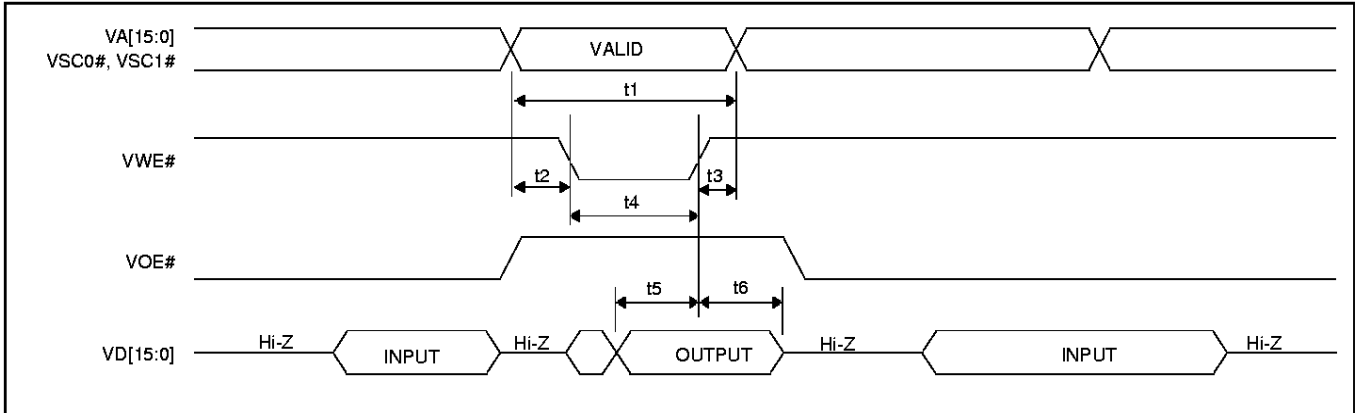 VA[15:0]
VSC0#, VSC1#
VALID
t1
VWE#
t2
t3
t4
VOE#
t5
t6
VD[15:0]
Hi-Z
INPUT
Hi-Z
OUTPUT
Hi-Z
INPUT
Hi-Z